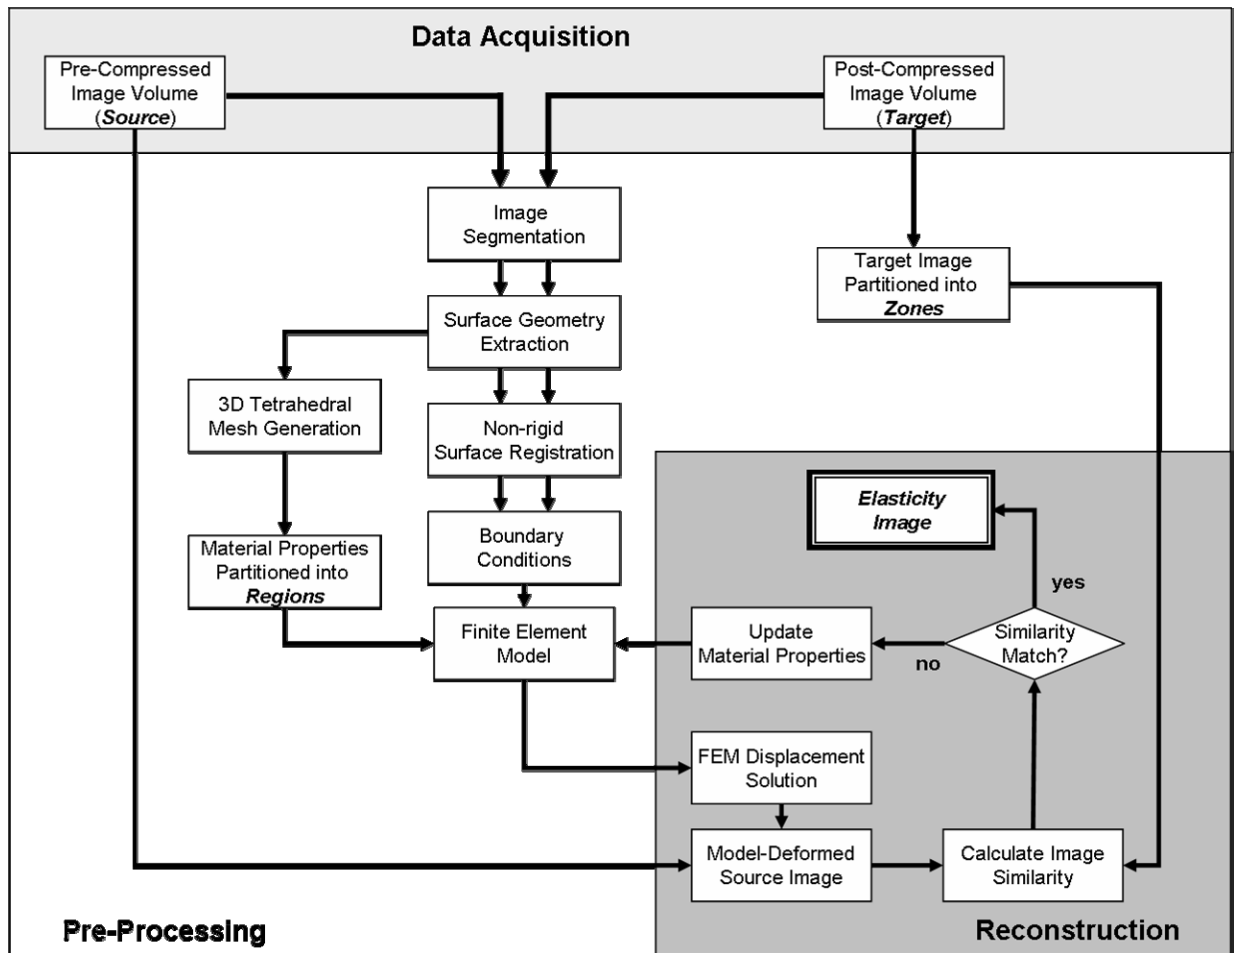 Data Acquisition
Pre-Compressed
Image Volume
(Source)
Post-Compressed
Image Volume
(Target)
Image
Segmentation
Target Image
Partitioned into
Zones
Surface Geometry
Extraction
3D Tetrahedral
Mesh Generation
Non-rigid
Surface Registration
Elasticity
Image
Material Properties
Partitioned into
Regions
Boundary
Conditions
yes
Finite Element
Model
Update
Material Properties
Similarity
Match?
no
FEM Displacement
Solution
Model-Deformed
Source Image
Calculate Image
Similarity
Pre-Processing
Reconstruction